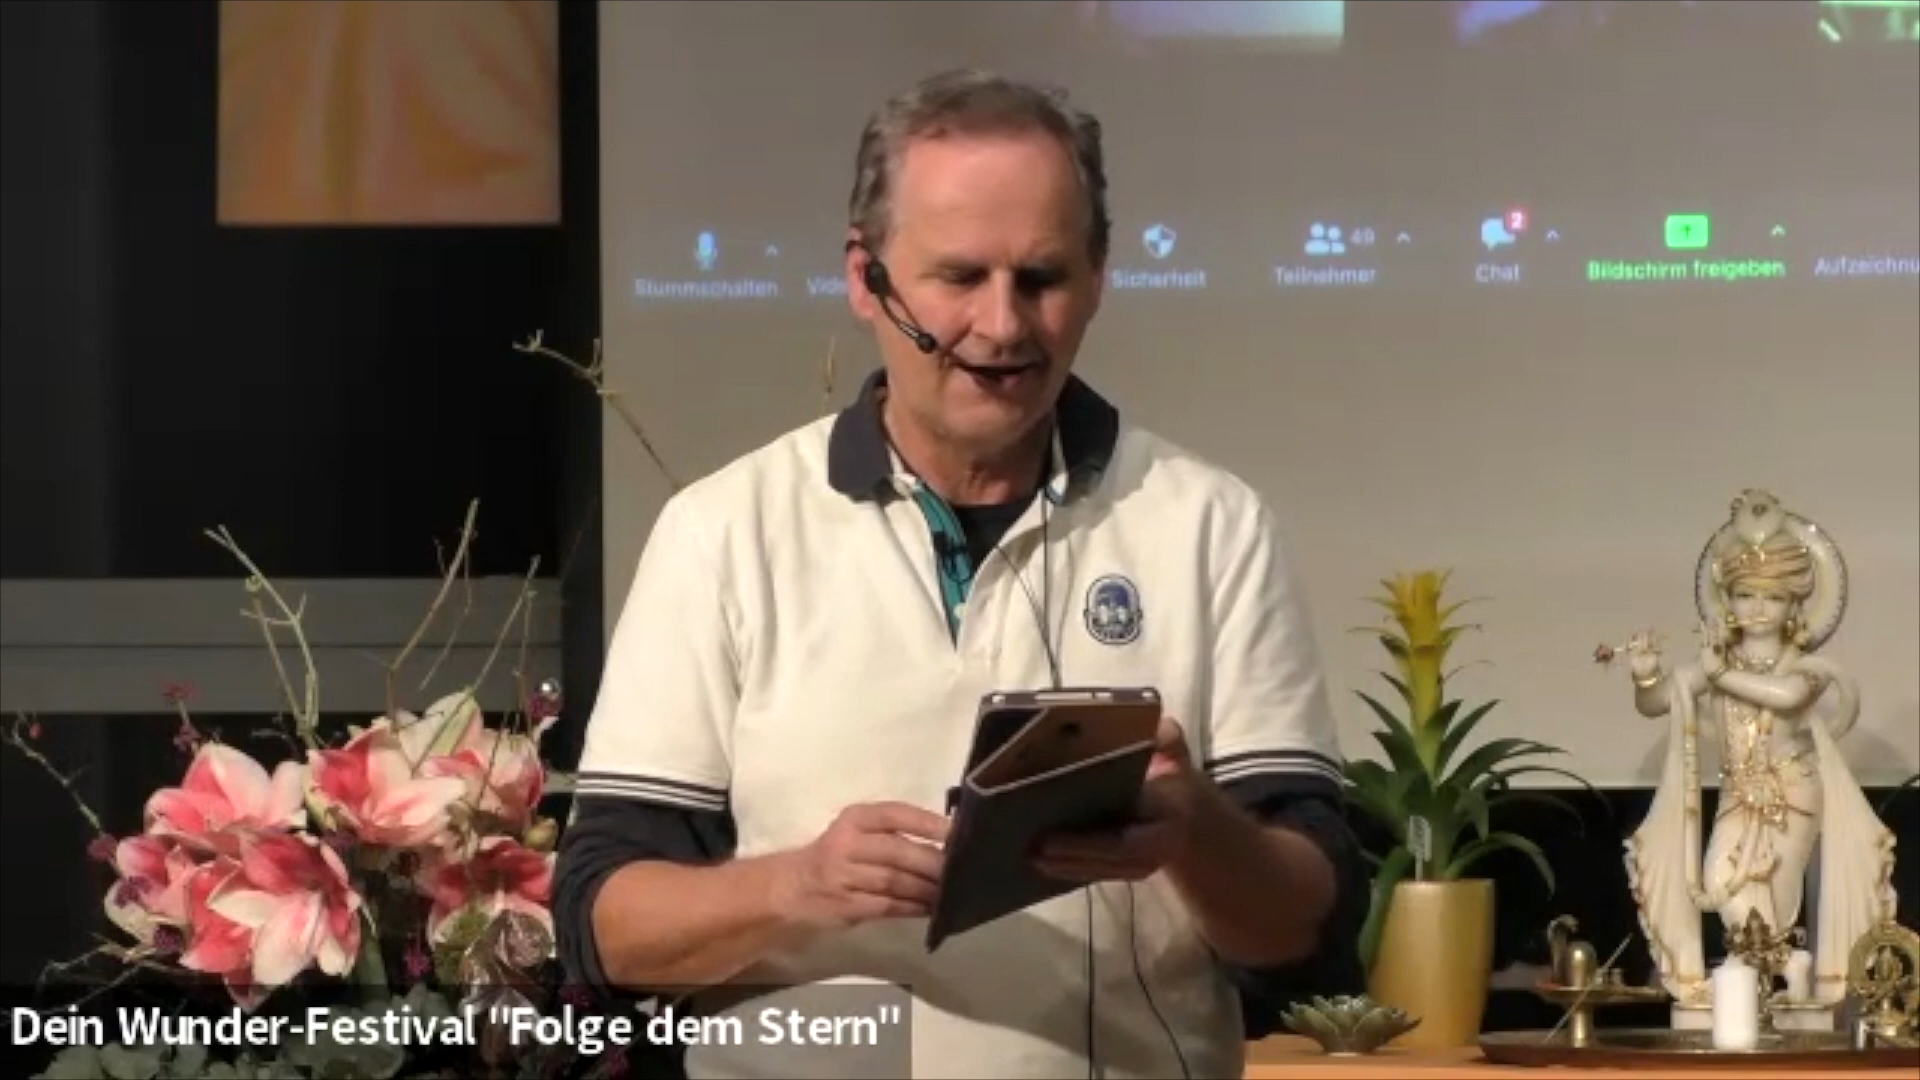 Stummschalten
Sicherheit
49
Teilnehmer
2
Chat
Bildschirm freigeben
Dein Wunder-Festival "Folge dem Stern"